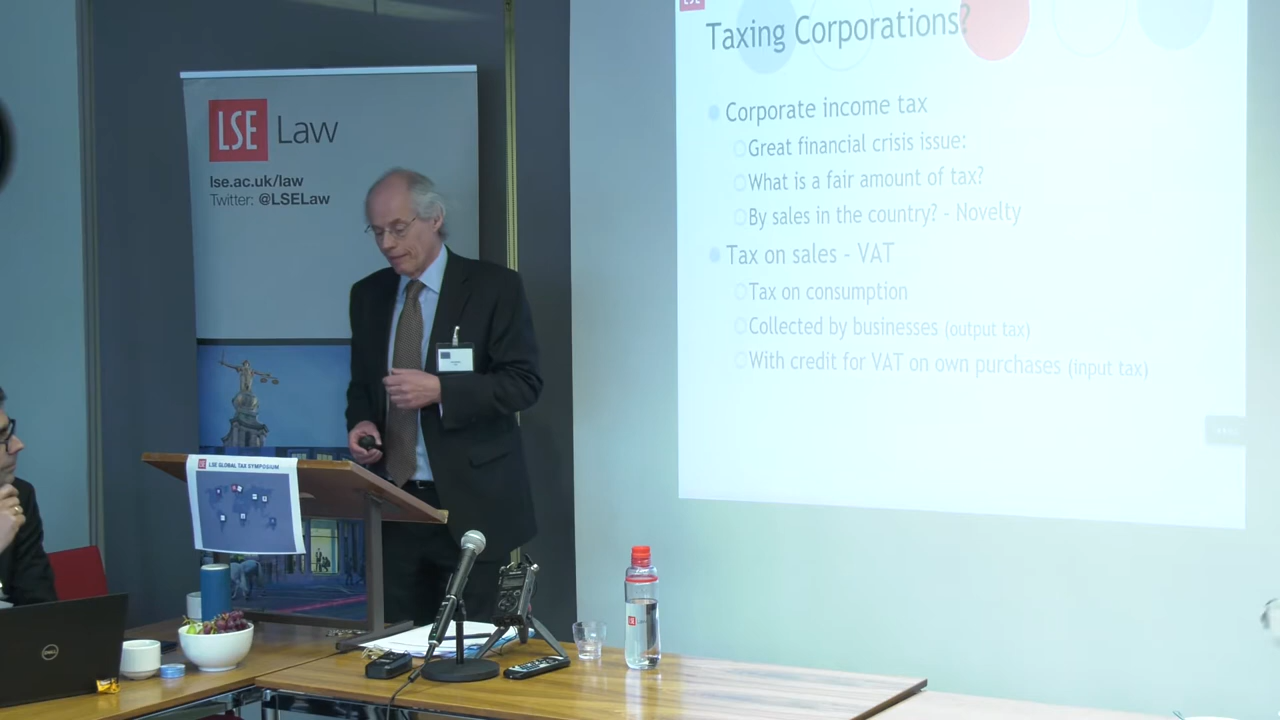 LSE
Law
lse.ac.uk/law
Twitter: @LSELaw
LSE GLOBAL TAX SYMPOSIUM
DELL
LSE
Taxing Corporations?
Corporate income tax
Great financial crisis issue:
What is a fair amount of tax?
By sales in the country? - Novelty
Tax on sales - VAT
Tax on consumption
Collected by businesses (output tax)
With credit for VAT on own purchases (input tax)